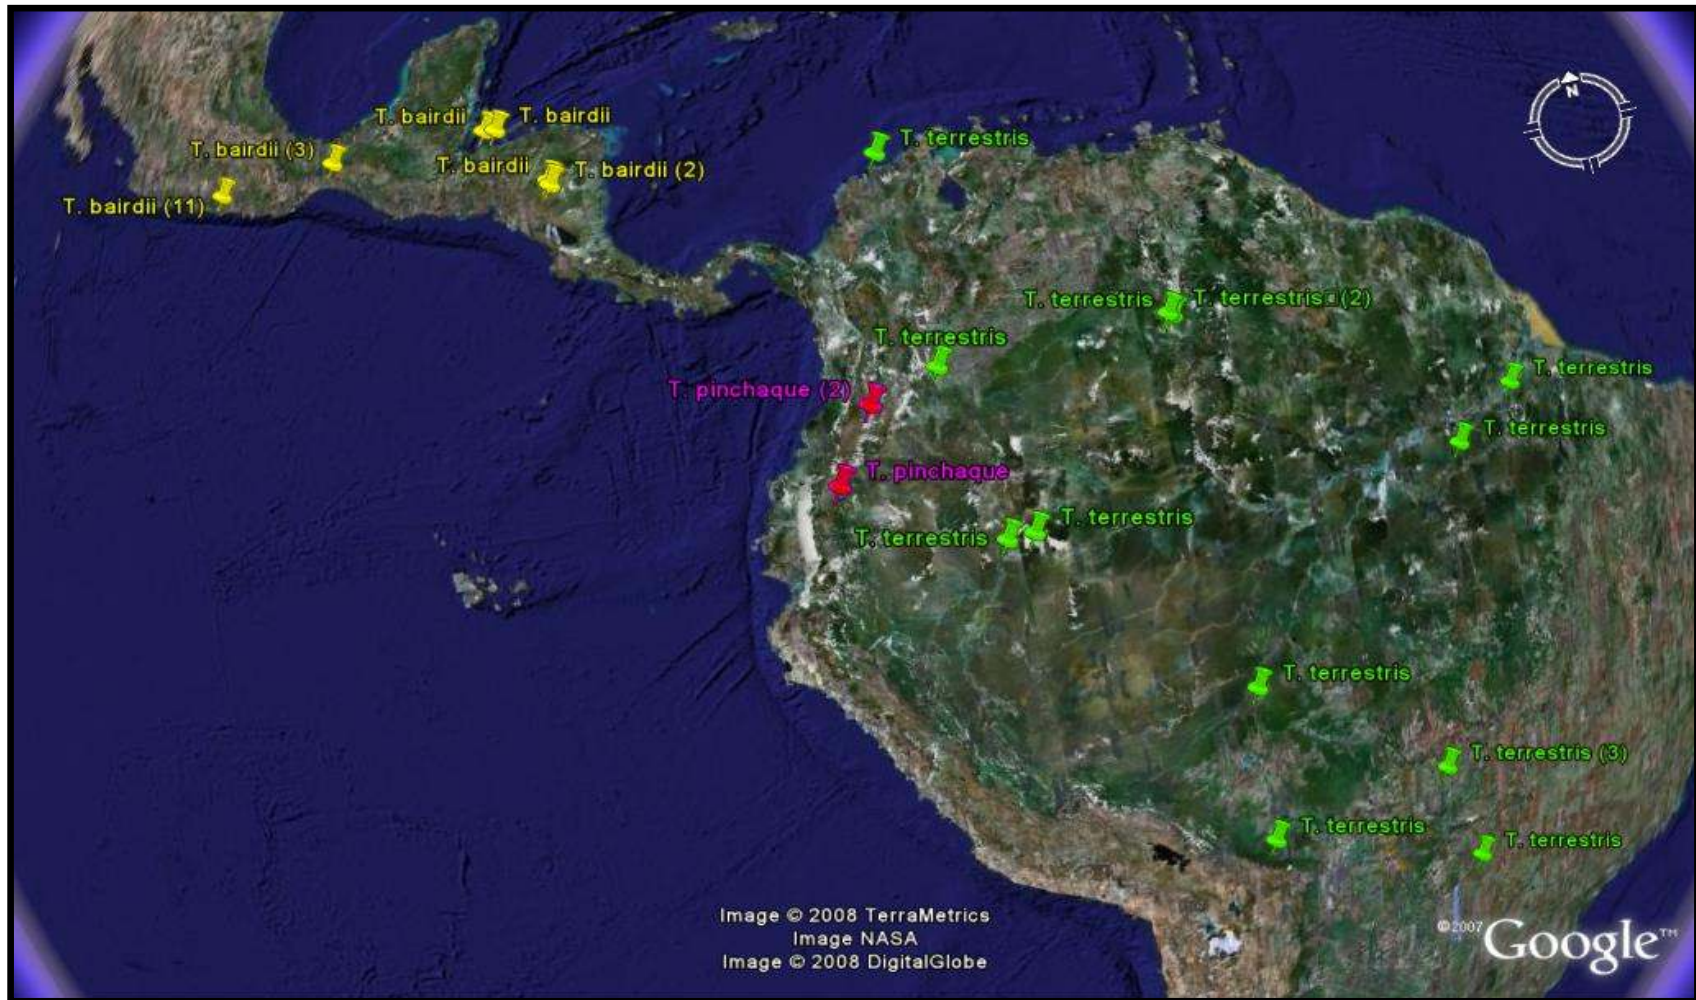 T. bairdii
T. bairdii
T. bairdii (3)
T. bairdii
T. bairdii (2)
T. bairdii (11)
N
T. terrestris
T. terrestris
T. terrestris (2)
T. terrestris
T. terrestris
T. pinchaque (2)
T. terrestris
T. pinchaque
T. terrestris
T. terrestris
T. terrestris
T. terrestris (3)
T. terrestris
T. terrestris
Image © 2008 TerraMetrics
Image NASA
Image © 2008 DigitalGlobe
©2007 Google™